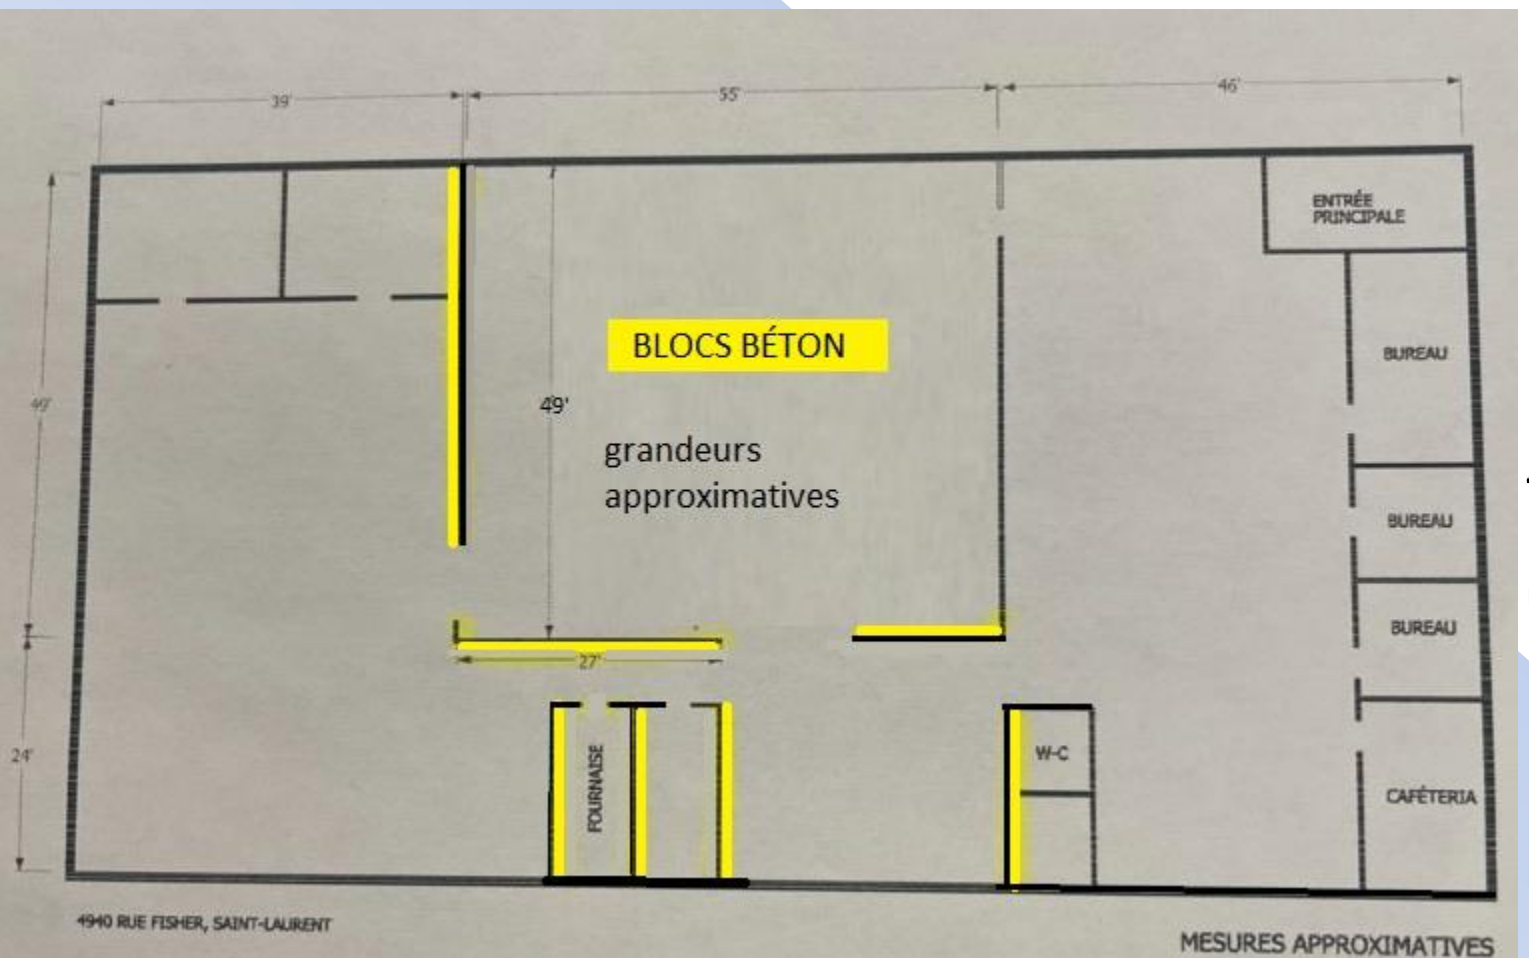 39'
55'
46'
ENTRÉE
PRINCIPALE
BLOCS BÉTON
BUREAU
49'
grandeurs
approximatives
BUREAU
BUREAU
27'
24'
FOURNAISE
W-C
CAFÉTERIA
4940 RUE FISHER, SAINT-LAURENT
MESURES APPROXIMATIVES